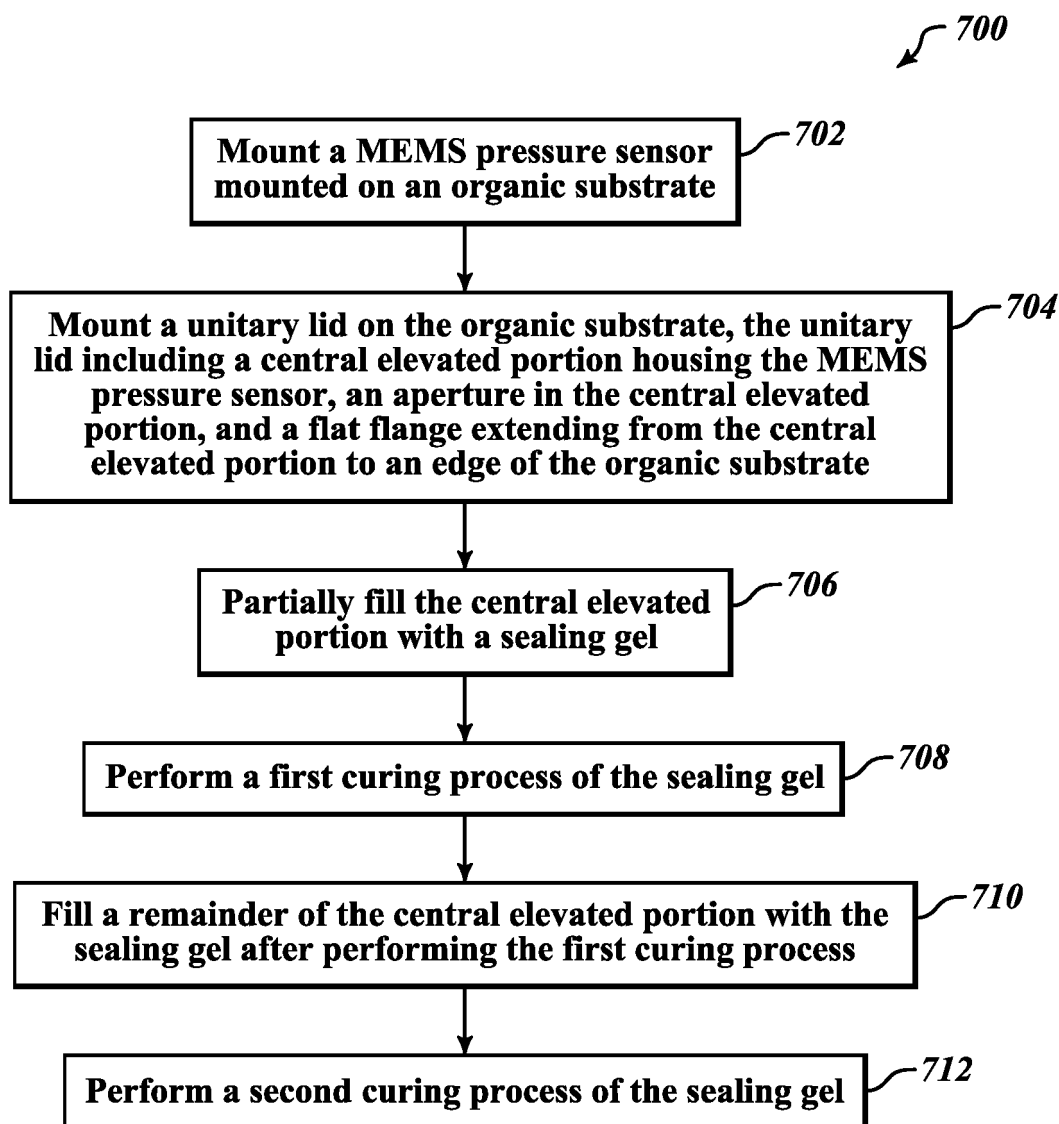 700
702
Mount a MEMS pressure sensor
mounted on an organic substrate
704
Mount a unitary lid on the organic substrate, the unitary
lid including a central elevated portion housing the MEMS
pressure sensor, an aperture in the central elevated
portion, and a flat flange extending from the central
elevated portion to an edge of the organic substrate
706
Partially fill the central elevated
portion with a sealing gel
708
Perform a first curing process of the sealing gel
710
Fill a remainder of the central elevated portion with the
sealing gel after performing the first curing process
712
Perform a second curing process of the sealing gel